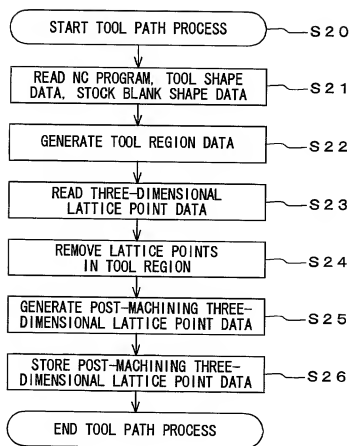 START TOOL PATH PROCESS
S20
READ NC PROGRAM, TOOL SHAPE
DATA, STOCK BLANK SHAPE DATA
S21
GENERATE TOOL REGION DATA
S22
READ THREE-DIMENSIONAL
LATTICE POINT DATA
S23
REMOVE LATTICE POINTS
IN TOOL REGION
S24
GENERATE POST-MACHINING THREE-
DIMENSIONAL LATTICE POINT DATA
S25
STORE POST-MACHINING THREE-
DIMENSIONAL LATTICE POINT DATA
S26
END TOOL PATH PROCESS